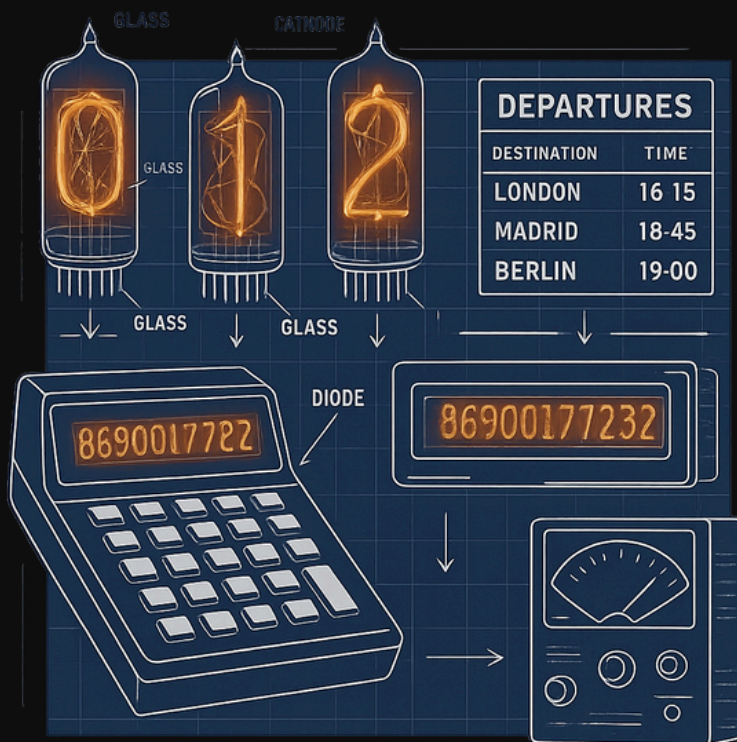 GLASS
CATNODE
0
1
2
GLASS
GLASS
GLASS
DEPARTURES
DESTINATION TIME
LONDON 16 15
MADRID 18-45
BERLIN 19-00
DIODE
8690017722
86900177232